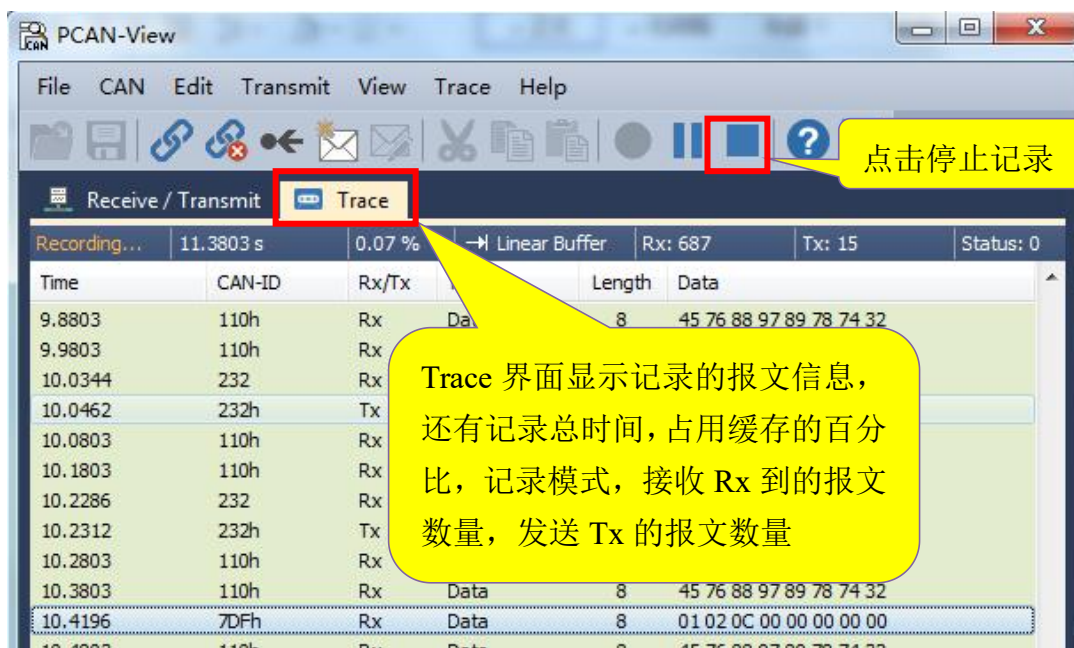 PCAN-View
File CAN Edit Transmit View Trace Help
点击停止记录
Receive / Transmit Trace
Recording... 11.3803 s 0.07 % Linear Buffer Rx: 687 Tx: 15 Status: 0
Time CAN-ID Rx/Tx Length Data
9.8803 110h Rx Da 8 45 76 88 97 89 78 74 32
9.9803 110h Rx
10.0344 232 Rx
10.0462 232h Tx
10.0803 110h Rx
10.1803 110h Rx
10.2286 232 Rx
10.2312 232h Tx
10.2803 110h Rx
10.3803 110h Rx Data 8 45 76 88 97 89 78 74 32
10.4196 7DFh Rx Data 8 01 02 0C 00 00 00 00 00
Trace 界面显示记录的报文信息，
还有记录总时间，占用缓存的百分
比，记录模式，接收 Rx 到的报文
数量，发送 Tx 的报文数量